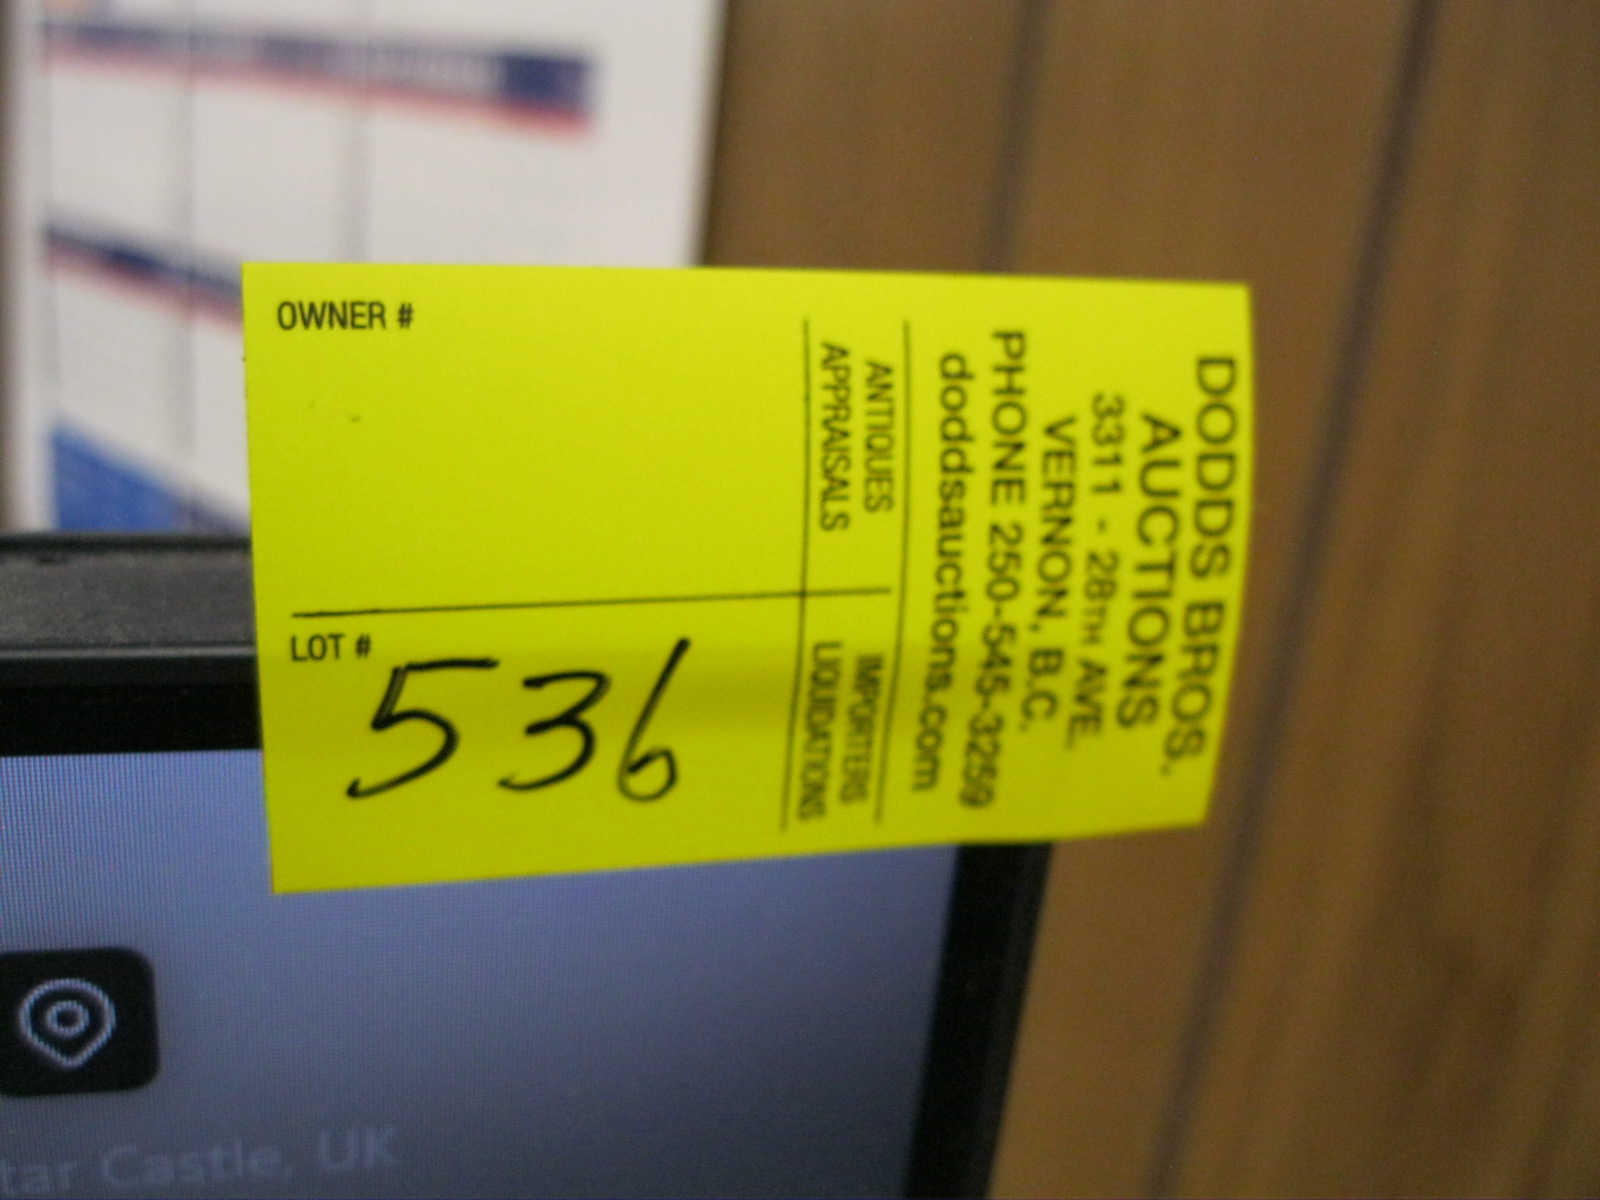 OWNER #
LOT #
536
ANTIQUES
APPRAISALS
IMPORTERS
LIQUIDATIONS
DODDS BROS.
AUCTIONS
3311 - 28TH AVE.
VERNON, B.C.
PHONE 250-545-3259
doddsauctions.com
tar Castle, UK